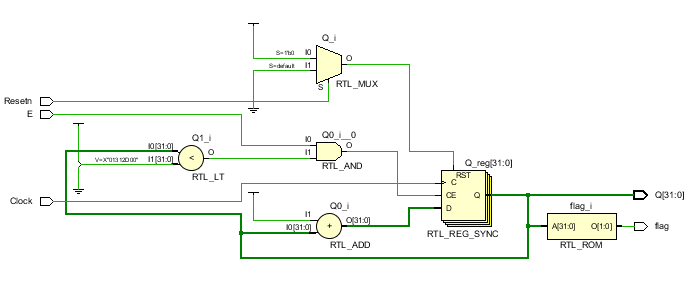 Q_i
S=1'b0 I0
S=default I1
O
S
RTL_MUX
Resetn
E
Q1_i
I0[31:0]
V=X"01312D00" I1[31:0]
<
O
RTL_LT
Q0_i__0
I0
I1
O
RTL_AND
Q_reg[31:0]
RST
C
CE
D
Q
RTL_REG_SYNC
Clock
Q0_i
I1
I0[31:0]
+
O[31:0]
RTL_ADD
Q[31:0]
flag_i
A[31:0] O[1:0]
RTL_ROM
flag